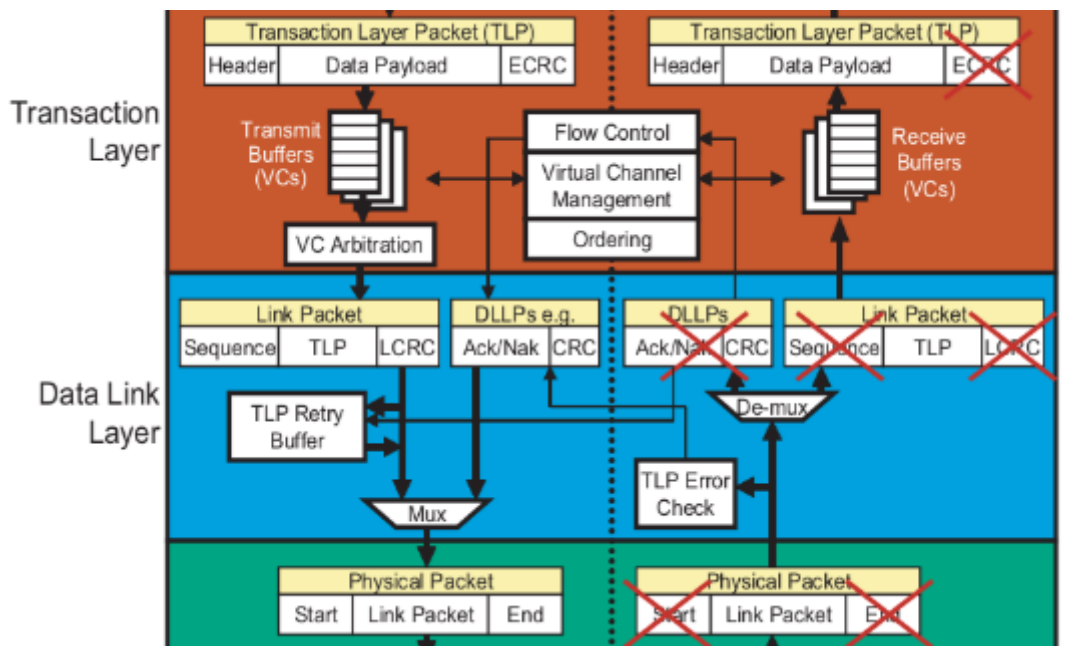 Transaction Layer Packet (TLP)
Header Data Payload ECRC
Transaction Layer Packet (TLP)
Header Data Payload ECRC
Transaction
Layer
Transmit
Buffers
(VCs)
Flow Control
Virtual Channel
Management
Ordering
Receive
Buffers
(VCs)
VC Arbitration
Link Packet
Sequence TLP LCRC
DLLPs e.g.
Ack/Nak CRC
DLLPs
Ack/Nak CRC
Link Packet
Sequence TLP LCRC
Data Link
Layer
TLP Retry
Buffer
De-mux
TLP Error
Check
Mux
Physical Packet
Start Link Packet End
Physical Packet
Start Link Packet End